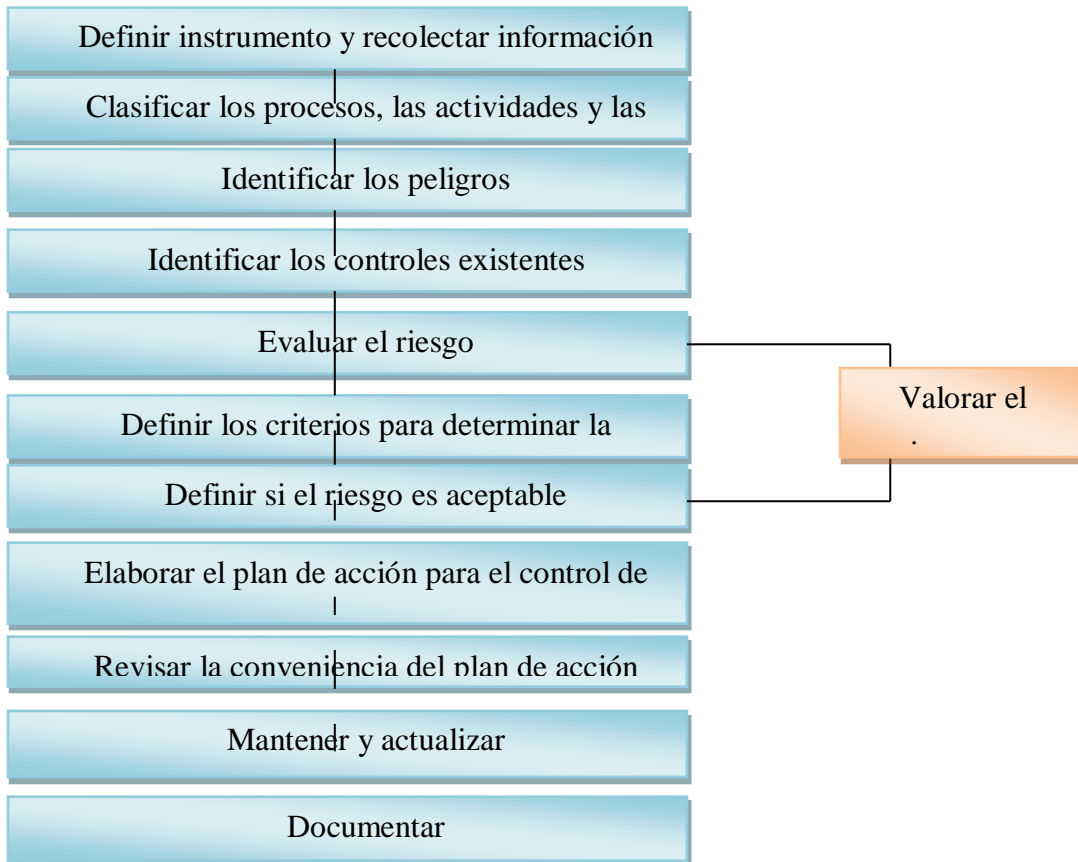 Definir instrumento y recolectar información
Clasificar los procesos, las actividades y las
Identificar los peligros
Identificar los controles existentes
Evaluar el riesgo
Valorar el
.
Definir los criterios para determinar la
Definir si el riesgo es aceptable
Elaborar el plan de acción para el control de
Revisar la conveniencia del plan de acción
Mantener y actualizar
Documentar